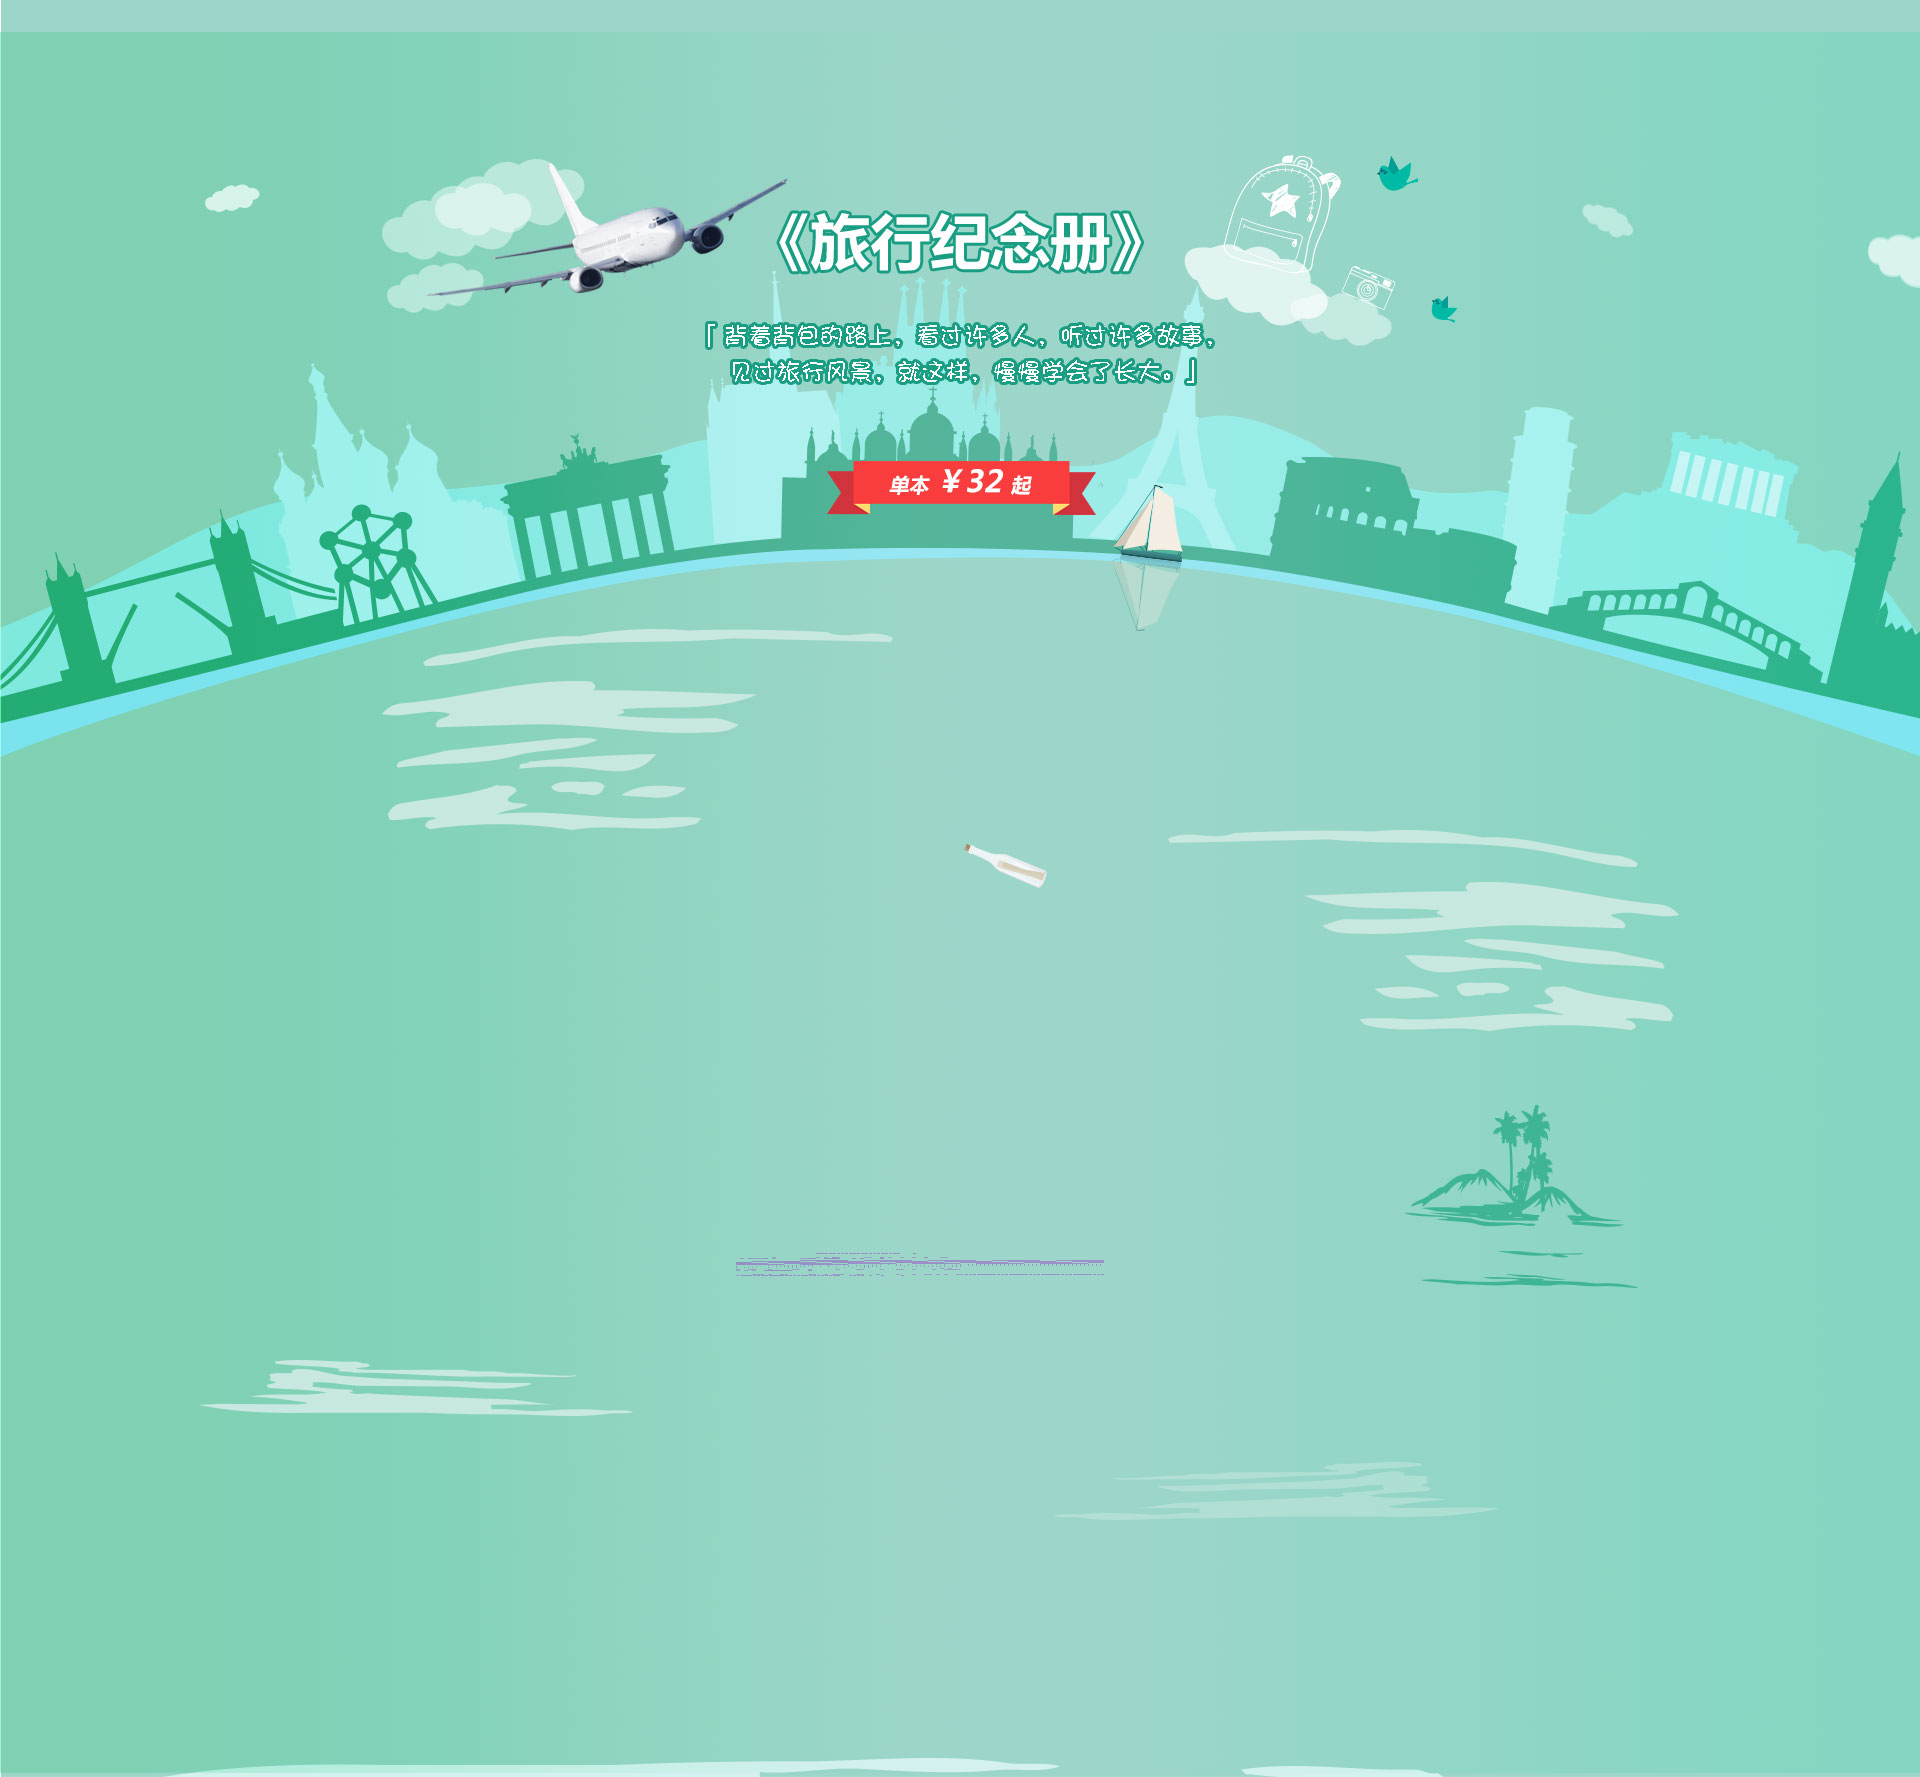 《旅行纪念册》
「背着背包的路上，看过许多人，听过许多故事，
见过旅行风景，就这样，慢慢学会了长大。」
单本 ¥32 起